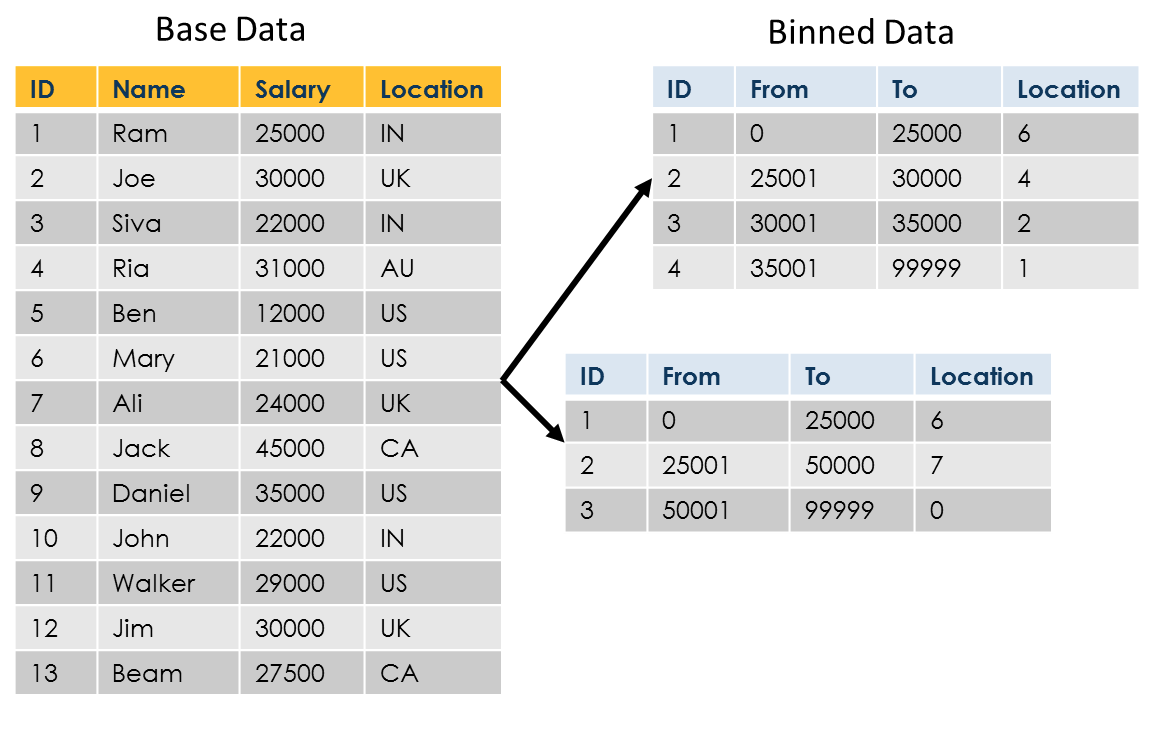 Base Data
ID Name Salary Location
1 Ram 25000 IN
2 Joe 30000 UK
3 Siva 22000 IN
4 Ria 31000 AU
5 Ben 12000 US
6 Mary 21000 US
7 Ali 24000 UK
8 Jack 45000 CA
9 Daniel 35000 US
10 John 22000 IN
11 Walker 29000 US
12 Jim 30000 UK
13 Beam 27500 CA
Binned Data
ID From To Location
1 0 25000 6
2 25001 30000 4
3 30001 35000 2
4 35001 99999 1
ID From To Location
1 0 25000 6
2 25001 50000 7
3 50001 99999 0